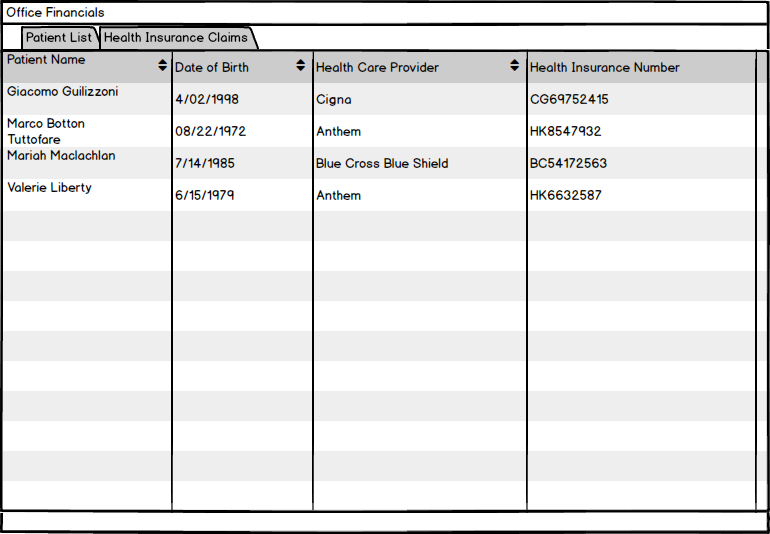 Office Financials
Patient List Health Insurance Claims
Patient Name Date of Birth Health Care Provider Health Insurance Number
Giacomo Guilizzoni 4/02/1998 Cigna CG69752415
Marco Botton
Tuttofare 08/22/1972 Anthem HK8547932
Mariah Maclachlan 7/14/1985 Blue Cross Blue Shield BC54172563
Valerie Liberty 6/15/1979 Anthem HK6632587